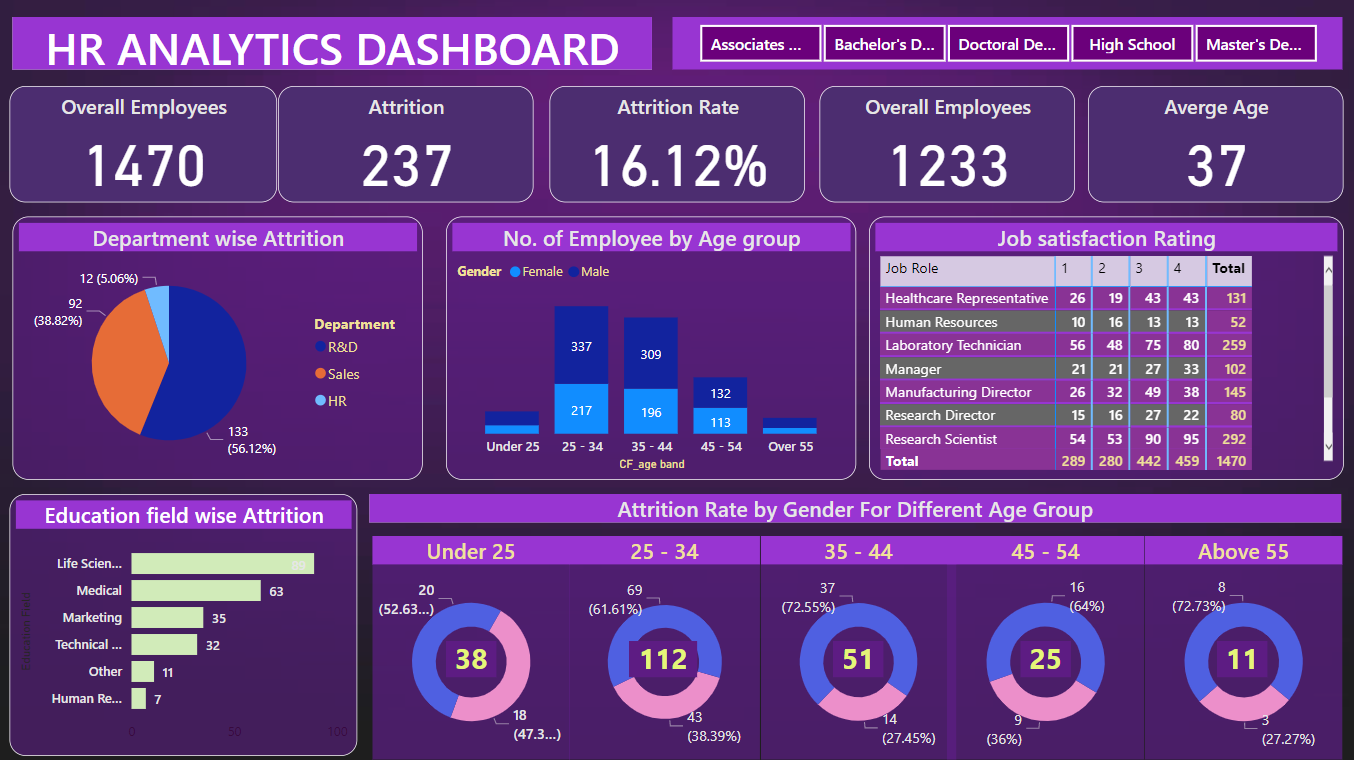 HR ANALYTICS DASHBOARD
Associates ...
Bachelor's D...
Doctoral De...
High School
Master's De...
Overall Employees
1470
Attrition
237
Attrition Rate
16.12%
Overall Employees
1233
Averge Age
37
Department wise Attrition
12 (5.06%)
92
(38.82%)
133
(56.12%)
Department
R&D
Sales
HR
No. of Employee by Age group
Gender Female Male
337
309
132
217
196
113
Under 25 25 - 34 35 - 44 45 - 54 Over 55
CF_age band
Job satisfaction Rating
Job Role 1 2 3 4 Total
Healthcare Representative 26 19 43 43 131
Human Resources 10 16 13 13 52
Laboratory Technician 56 48 75 80 259
Manager 21 21 27 33 102
Manufacturing Director 26 32 49 38 145
Research Director 15 16 27 22 80
Research Scientist 54 53 90 95 292
Total 289 280 442 459 1470
Education field wise Attrition
Education Field
Life Scien... 89
Medical 63
Marketing 35
Technical ... 32
Other 11
Human Re... 7
0 50 100
Attrition Rate by Gender For Different Age Group
Under 25
20
(52.63...)
38
18
(47.3...)
25 - 34
69
(61.61%)
112
43
(38.39%)
35 - 44
37
(72.55%)
51
14
(27.45%)
45 - 54
16
(64%)
25
9
(36%)
Above 55
8
(72.73%)
11
3
(27.27%)